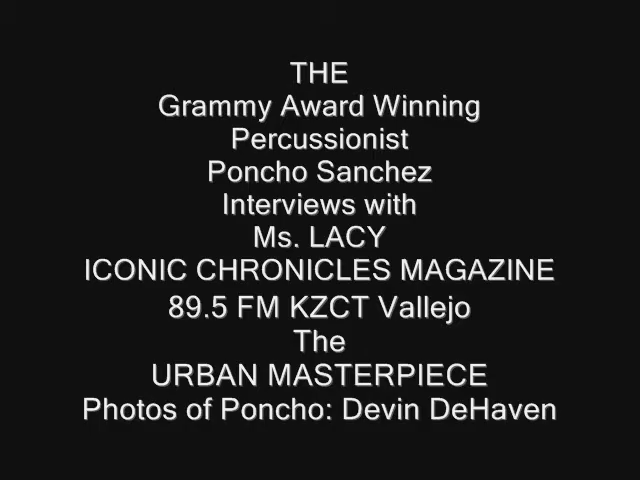 THE
Grammy Award Winning
Percussionist
Poncho Sanchez
Interviews with
Ms. LACY
ICONIC CHRONICLES MAGAZINE
89.5 FM KZCT Vallejo
The
URBAN MASTERPIECE
Photos of Poncho: Devin DeHaven